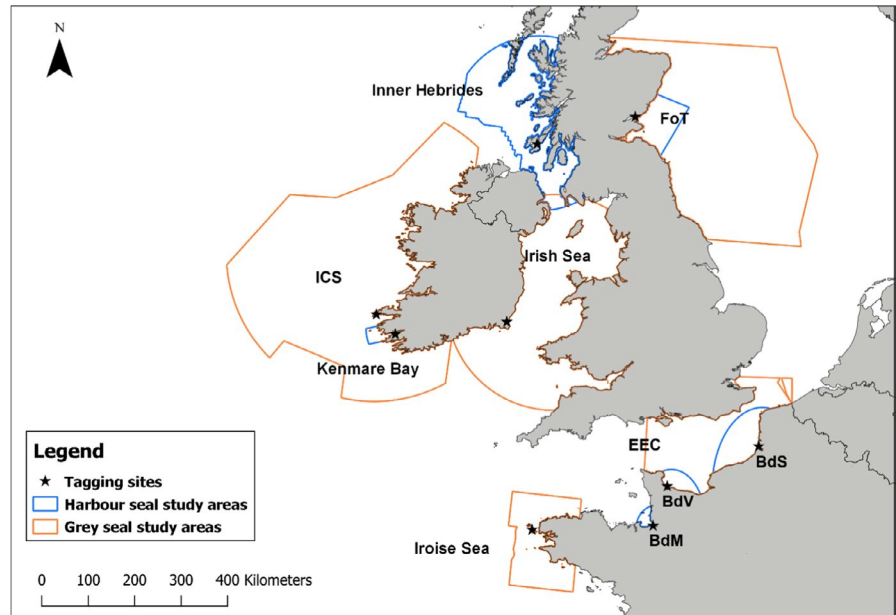 N
Inner Hebrides
FoT
Irish Sea
ICS
Kenmare Bay
EEC
BdS
BdV
BdM
Iroise Sea
Legend
Tagging sites
Harbour seal study areas
Grey seal study areas
0 100 200 300 400 Kilometers